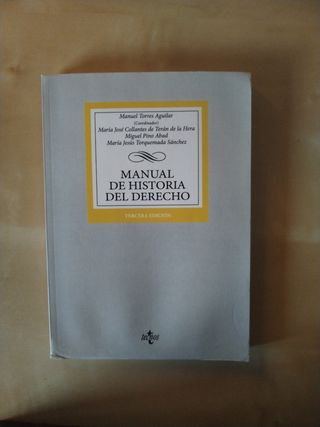 Manuel Torres Aguilar
(Coordinador)
María José Collantes de Terán de la Hera
Miguel Pino Abad
María Jesús Torquemada Sánchez
MANUAL
DE HISTORIA
DEL DERECHO
TERCERA EDICIÓN
tecnos